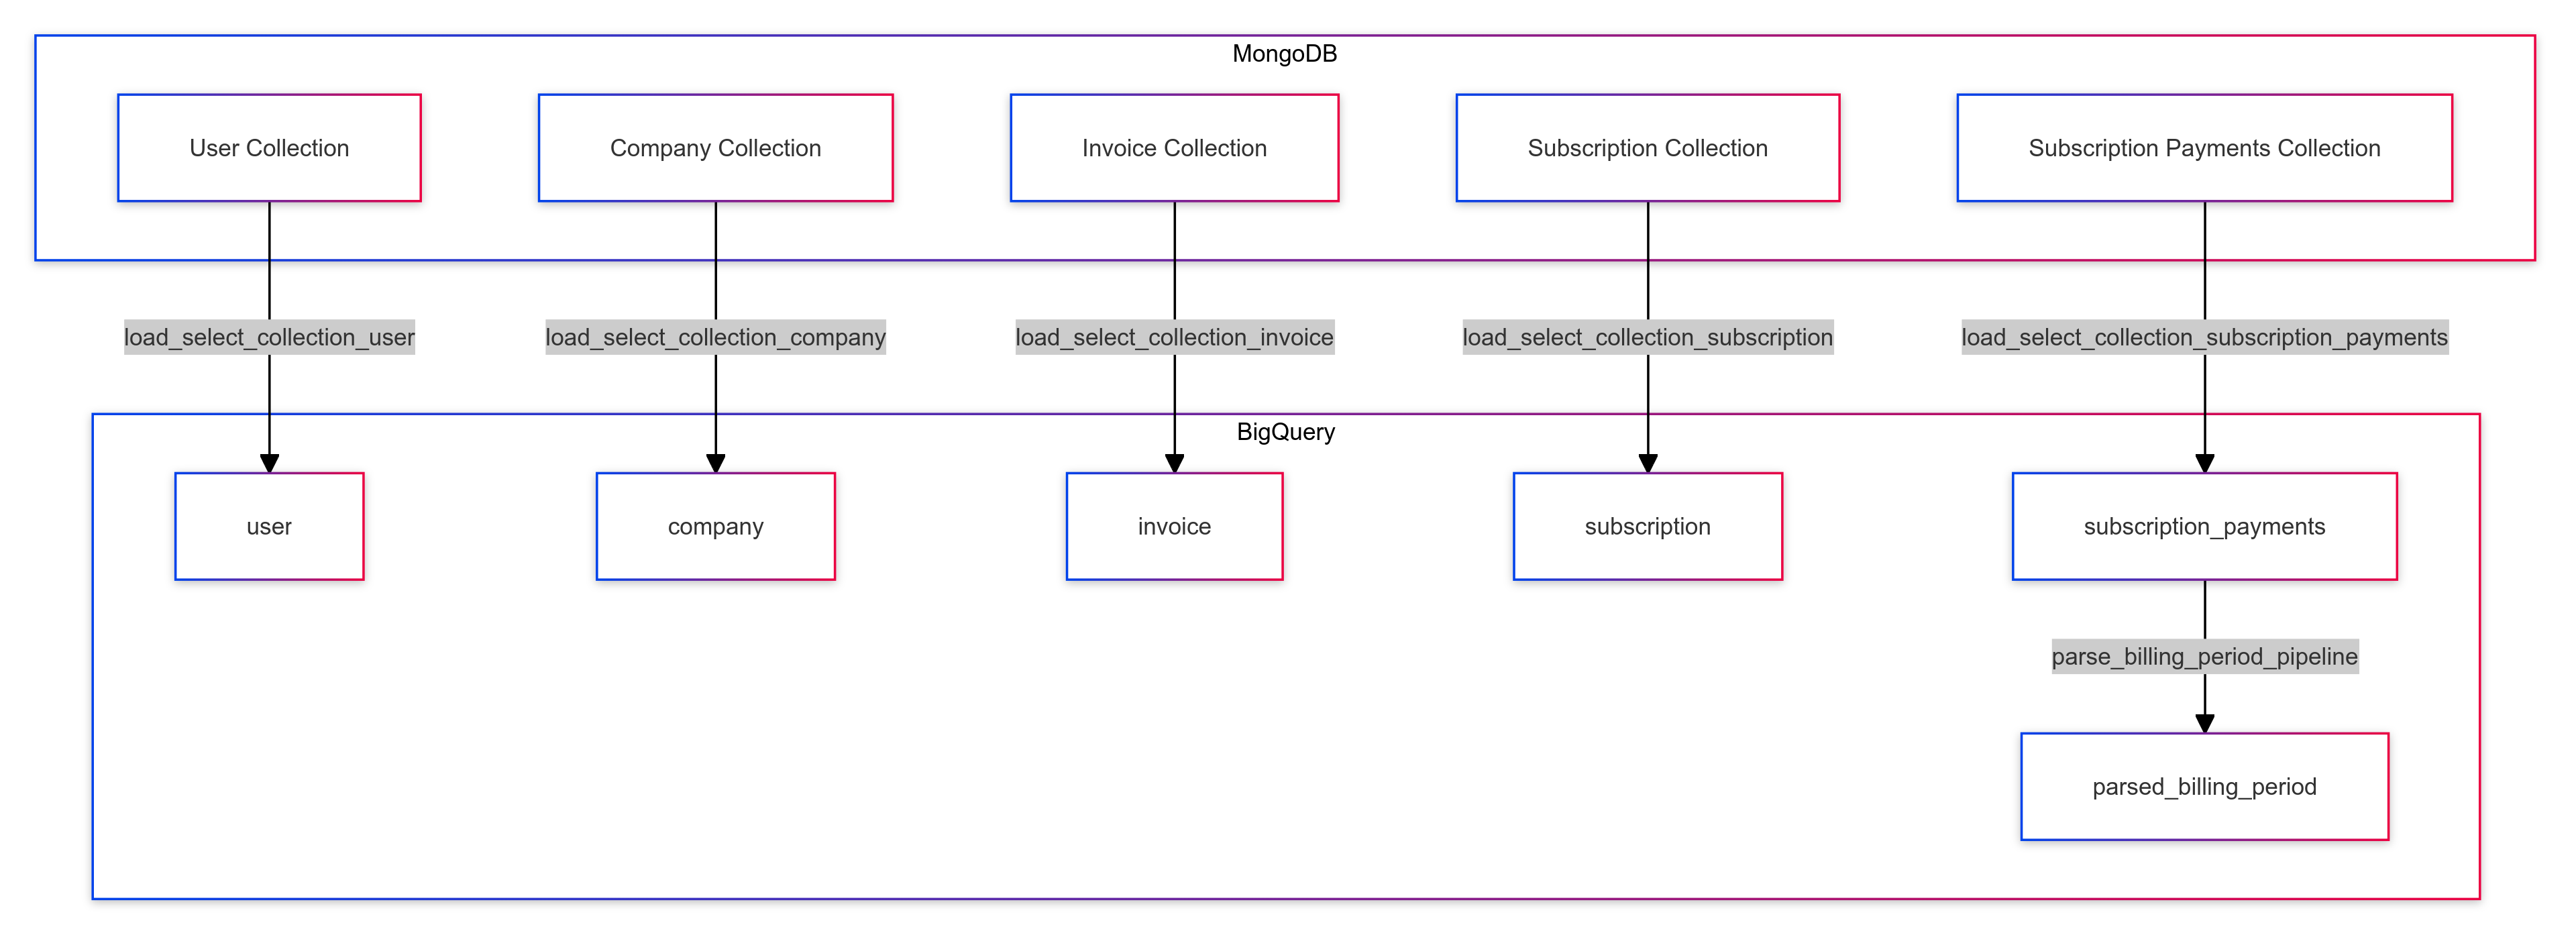 MongoDB
User Collection
Company Collection
Invoice Collection
Subscription Collection
Subscription Payments Collection
load_select_collection_user
load_select_collection_company
load_select_collection_invoice
load_select_collection_subscription
load_select_collection_subscription_payments
BigQuery
user
company
invoice
subscription
subscription_payments
parse_billing_period_pipeline
parsed_billing_period